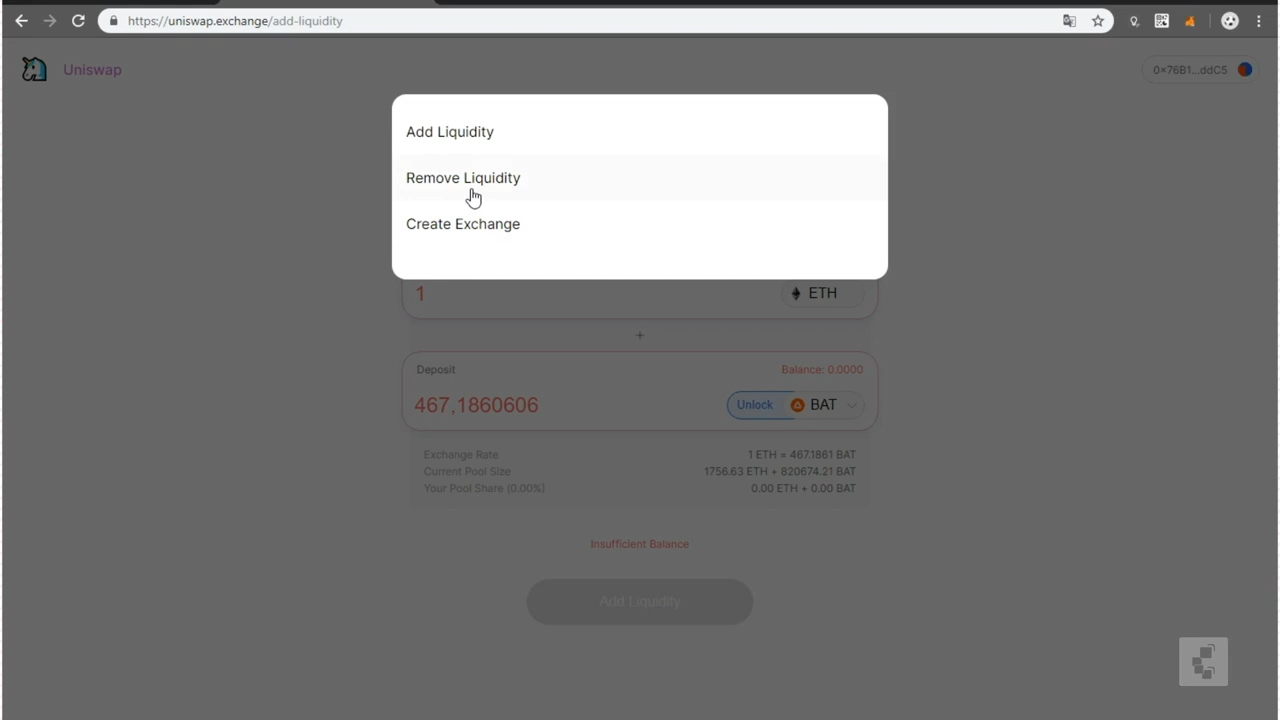 https://uniswap.exchange/add-liquidity
Uniswap
0×76B1...ddC5
Add Liquidity
Remove Liquidity
Create Exchange
1
ETH
+
Deposit
Balance: 0.0000
467,1860606
Unlock
BAT
Exchange Rate
1 ETH = 467.1861 BAT
Current Pool Size
1756.63 ETH + 820674.21 BAT
Your Pool Share (0.00%)
0.00 ETH + 0.00 BAT
Insufficient Balance
Add Liquidity